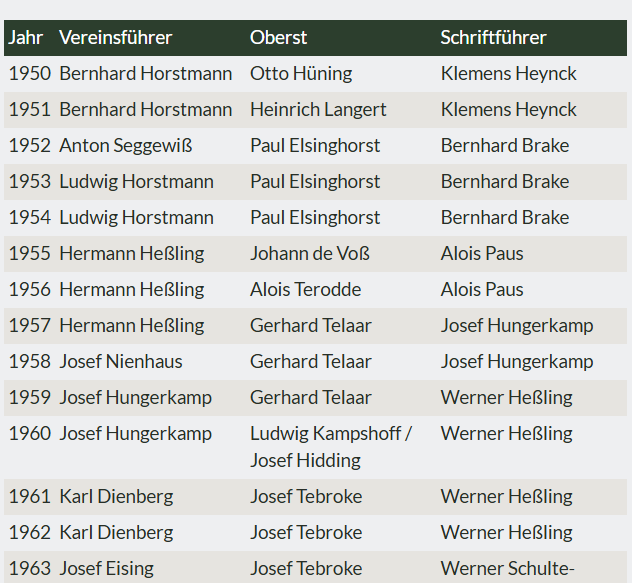 Jahr Vereinsführer Oberst Schriftführer
1950 Bernhard Horstmann Otto Hüning Klemens Heynck
1951 Bernhard Horstmann Heinrich Langert Klemens Heynck
1952 Anton Seggewiß Paul Elsinghorst Bernhard Brake
1953 Ludwig Horstmann Paul Elsinghorst Bernhard Brake
1954 Ludwig Horstmann Paul Elsinghorst Bernhard Brake
1955 Hermann Heßling Johann de Voß Alois Paus
1956 Hermann Heßling Alois Terodde Alois Paus
1957 Hermann Heßling Gerhard Telaar Josef Hungerkamp
1958 Josef Nienhaus Gerhard Telaar Josef Hungerkamp
1959 Josef Hungerkamp Gerhard Telaar Werner Heßling
1960 Josef Hungerkamp Ludwig Kampshoff / Werner Heßling
Josef Hidding
1961 Karl Dienberg Josef Tebroke Werner Heßling
1962 Karl Dienberg Josef Tebroke Werner Heßling
1963 Josef Eising Josef Tebroke Werner Schulte-